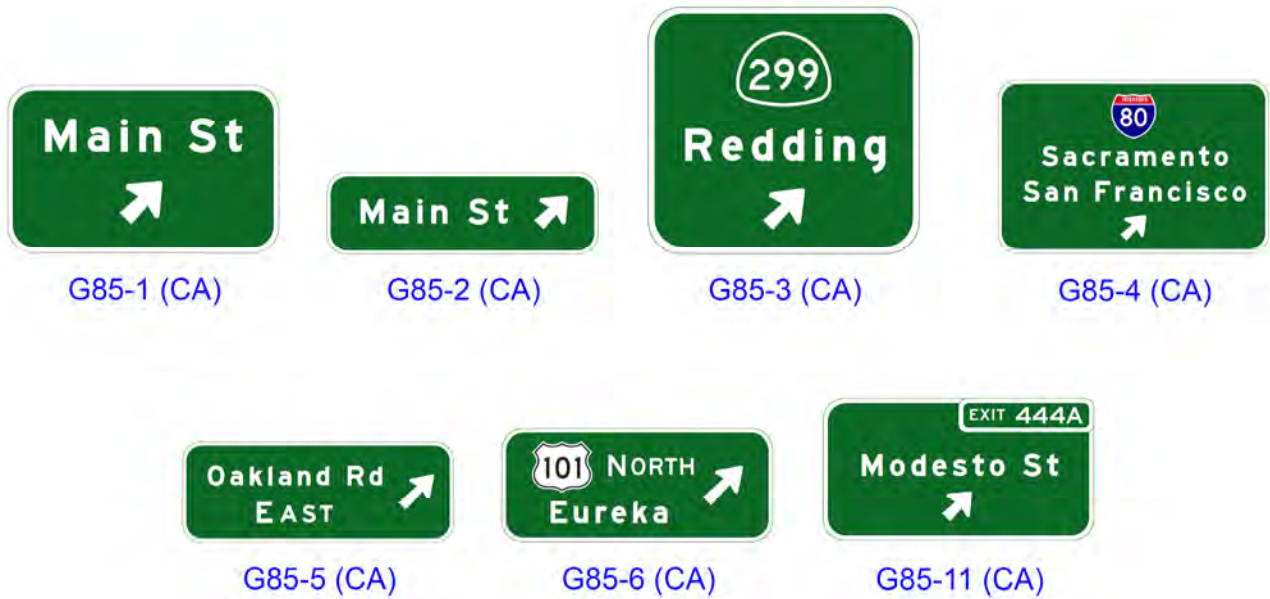 Main St
G85-1 (CA)
Main St
G85-2 (CA)
299
Redding
G85-3 (CA)
INTERSTATE
80
Sacramento
San Francisco
G85-4 (CA)
Oakland Rd
EAST
G85-5 (CA)
101 NORTH
Eureka
G85-6 (CA)
EXIT 444A
Modesto St
G85-11 (CA)